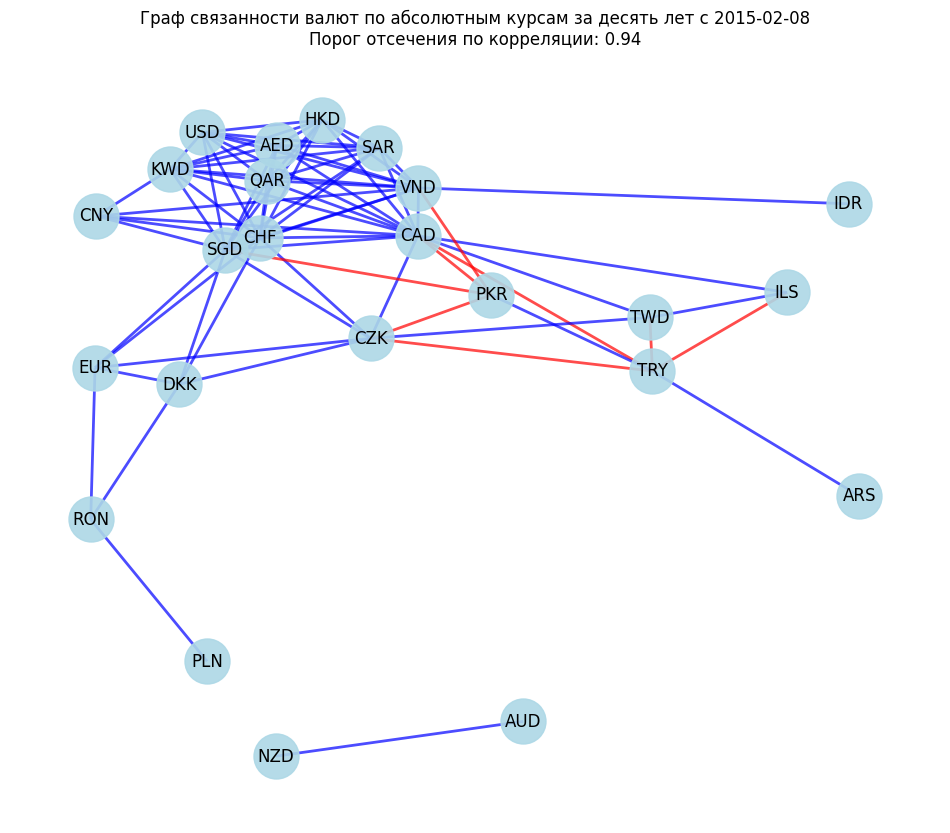 Граф связанности валют по абсолютным курсам за десять лет с 2015-02-08
Порог отсечения по корреляции: 0.94
HKD
USD
AED
SAR
KWD
QAR
VND
IDR
CNY
CAD
CHF
SGD
ILS
PKR
TWD
CZK
EUR
TRY
DKK
ARS
RON
PLN
AUD
NZD